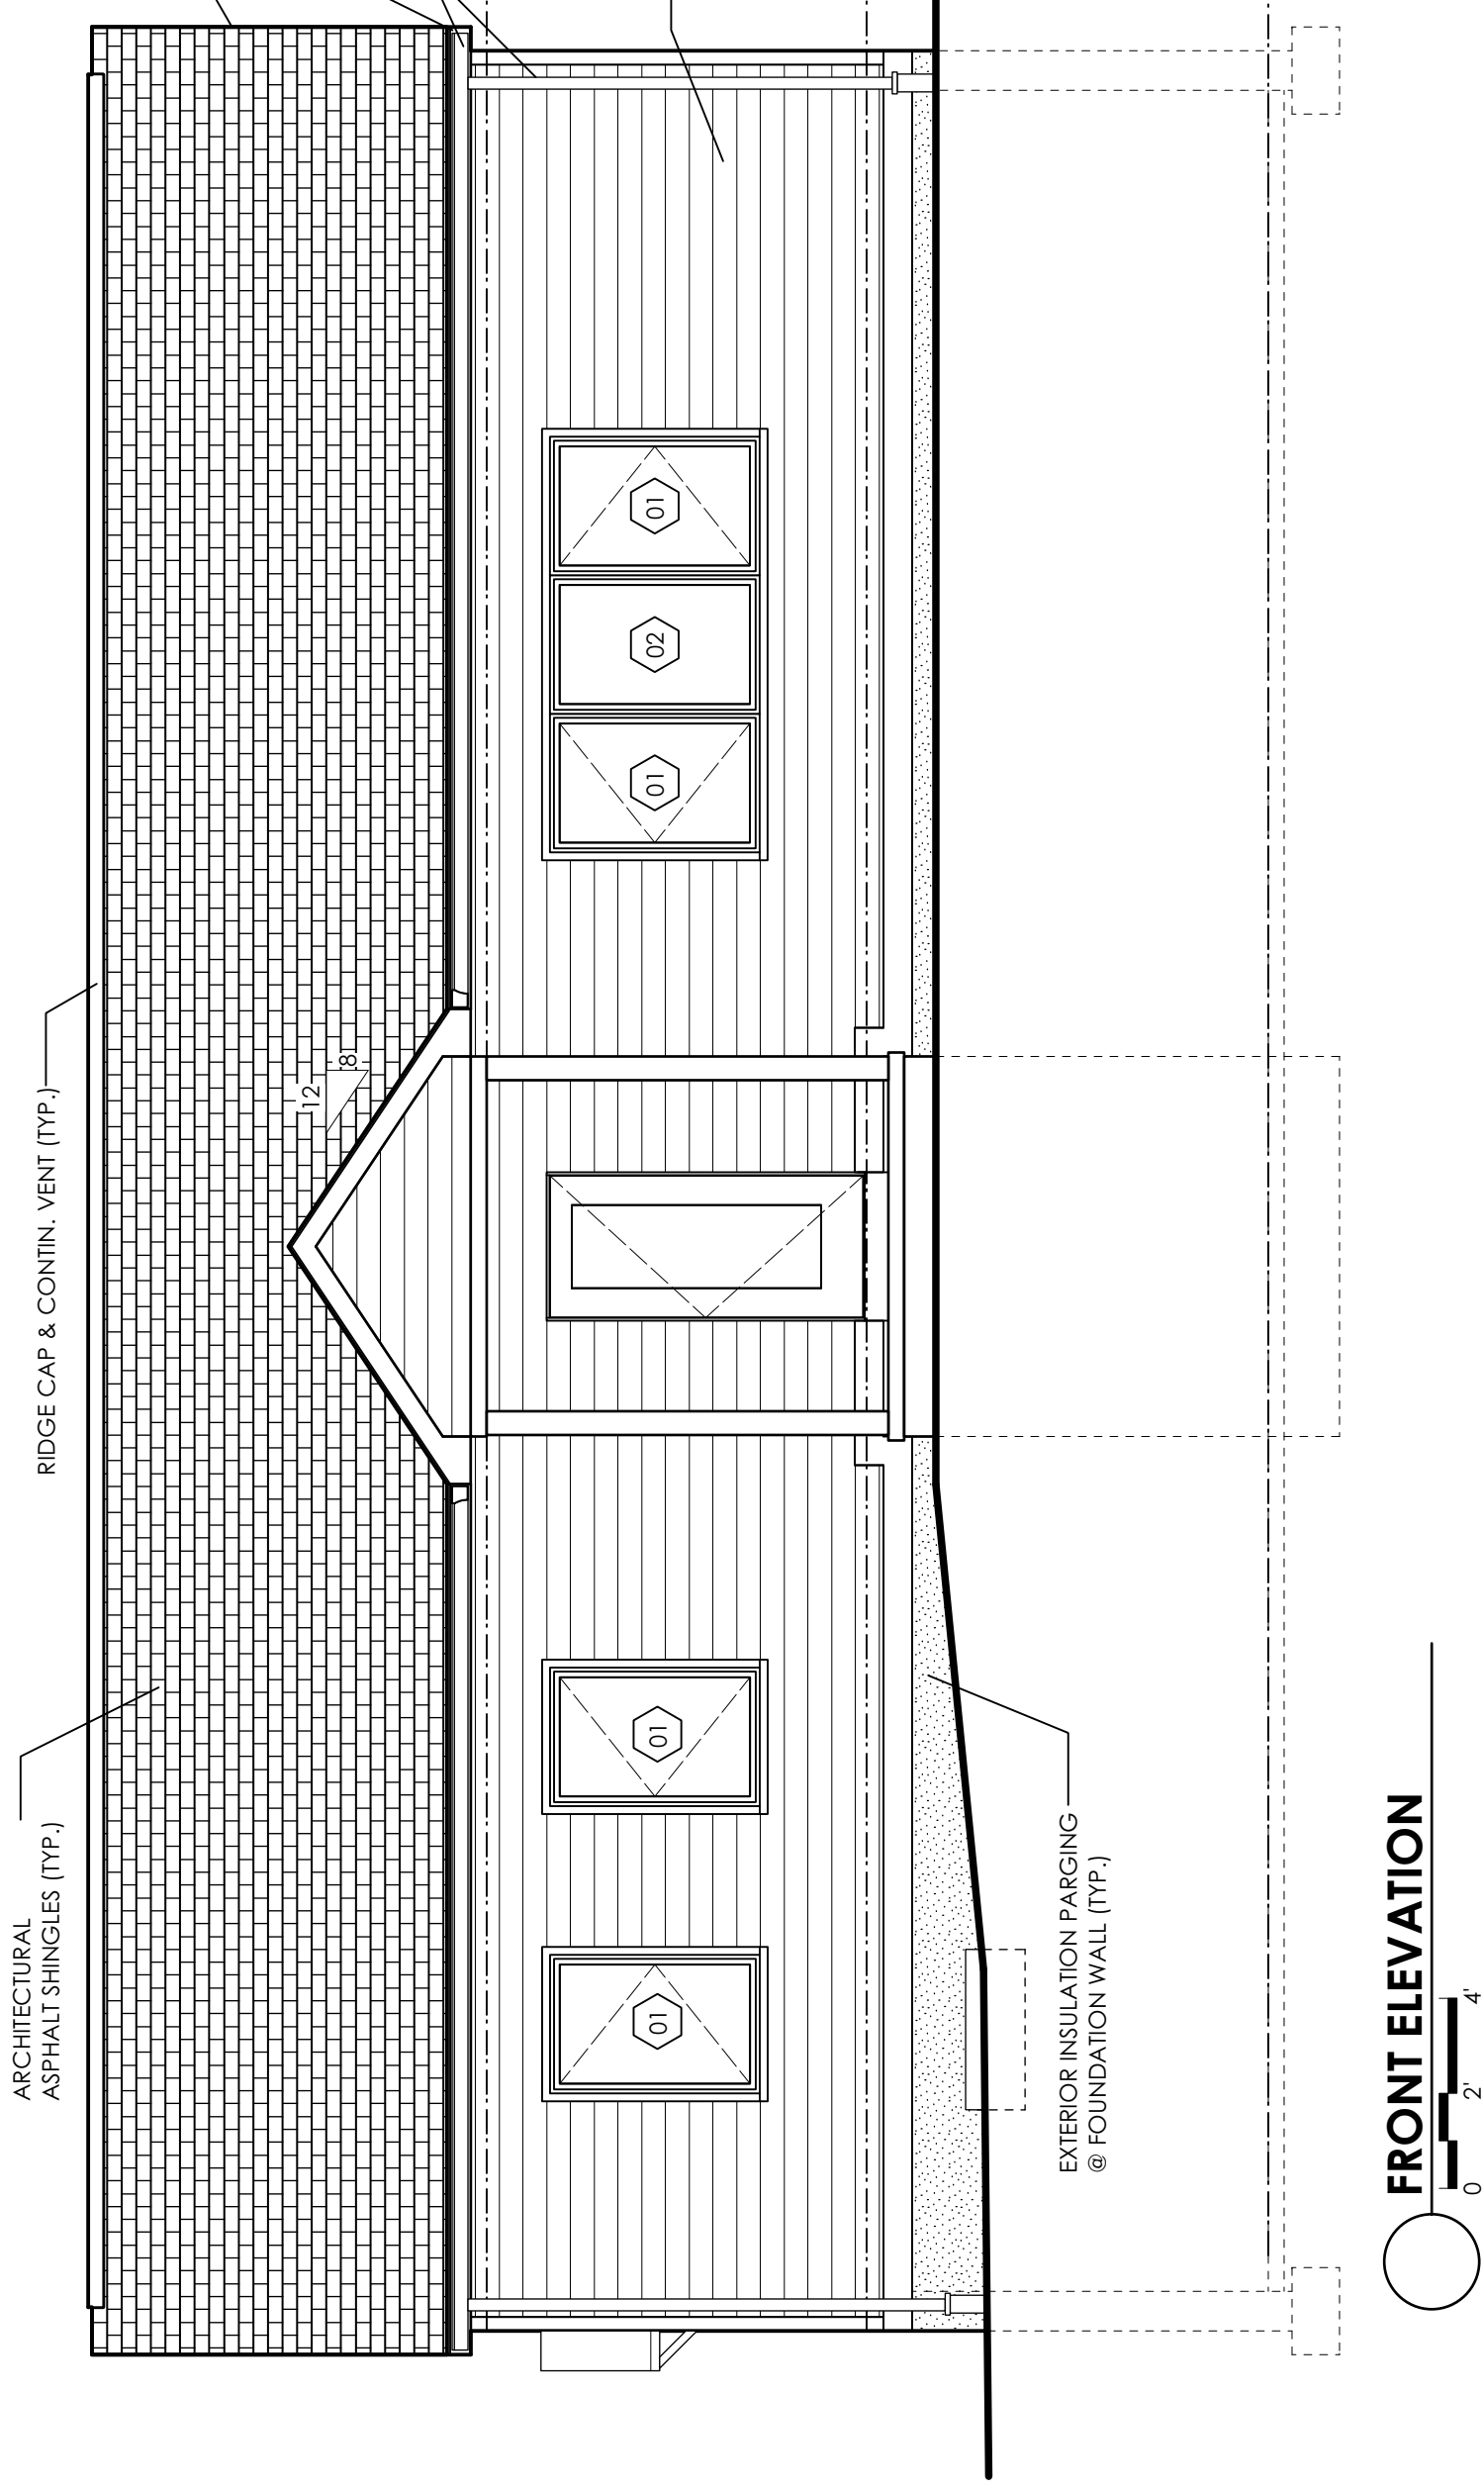 ARCHITECTURAL
ASPHALT SHINGLES (TYP.)
RIDGE CAP & CONTIN. VENT (TYP.)
12
8
01
01
01
02
01
EXTERIOR INSULATION PARGING
@ FOUNDATION WALL (TYP.)
FRONT ELEVATION
0 2' 4'